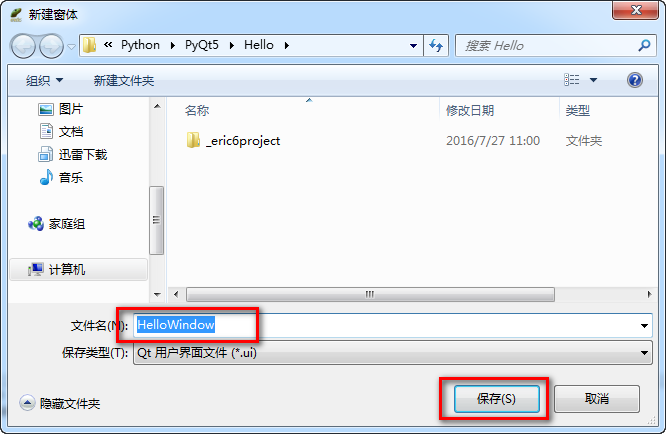 新建窗体
« Python ▸ PyQt5 ▸ Hello ▸
搜索 Hello
组织 新建文件夹
图片
文档
迅雷下载
音乐
家庭组
计算机
名称 修改日期 类型
_eric6project 2016/7/27 11:00 文件夹
文件名(N): HelloWindow
保存类型(T): Qt 用户界面文件 (*.ui)
隐藏文件夹
保存(S) 取消